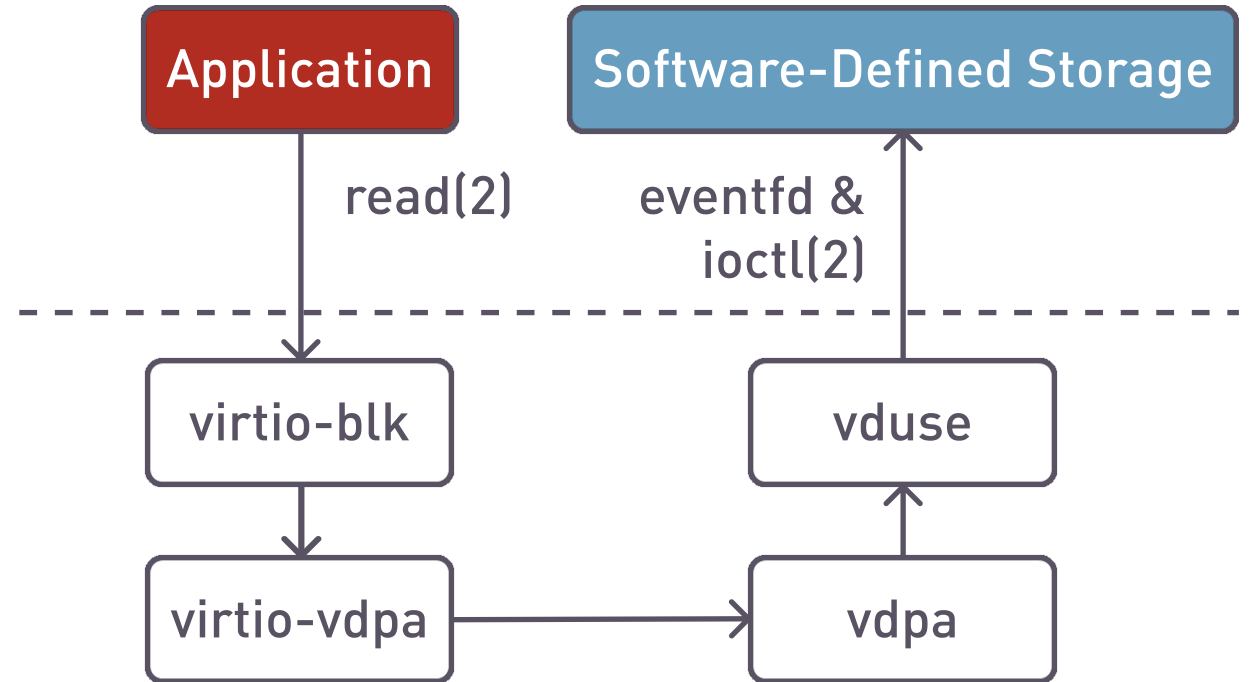 Application
Software-Defined Storage
read(2)
eventfd &
ioctl(2)
virtio-blk
vduse
virtio-vdpa
vdpa